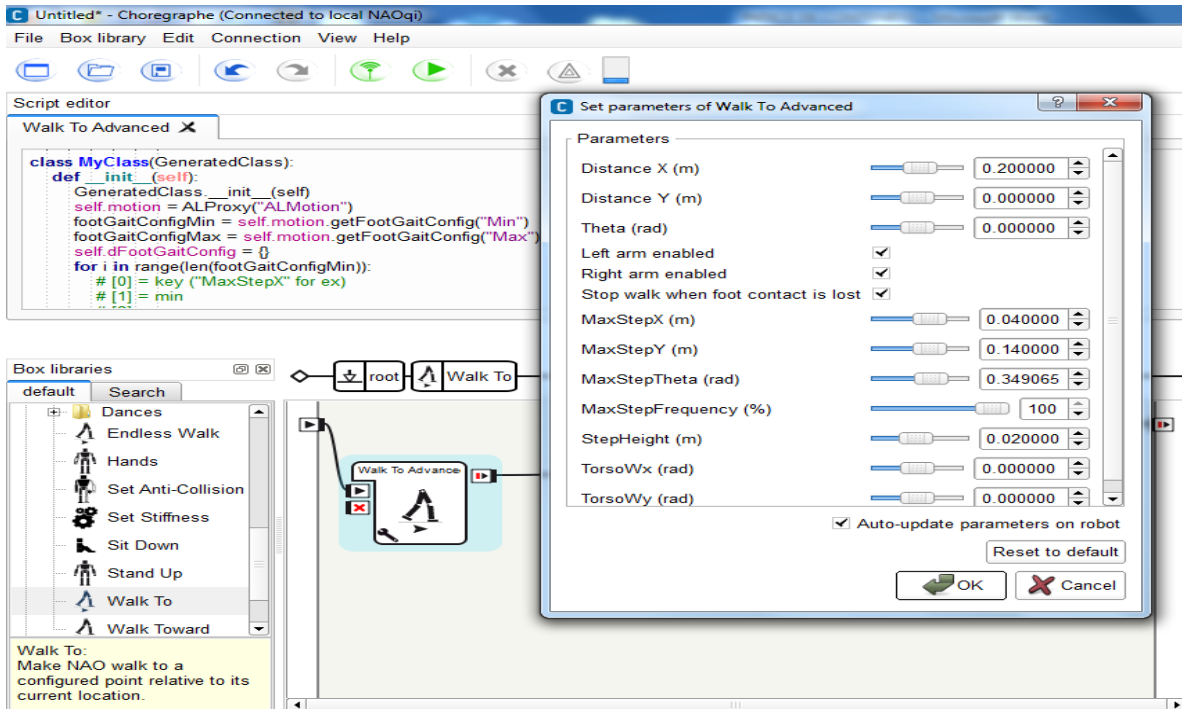 Untitled* - Choregraphe (Connected to local NAOqi)
File Box library Edit Connection View Help
Script editor
Walk To Advanced
class MyClass(GeneratedClass):
def __init__(self):
GeneratedClass.__init__(self)
self.motion = ALProxy("ALMotion")
footGaitConfigMin = self.motion.getFootGaitConfig("Min")
footGaitConfigMax = self.motion.getFootGaitConfig("Max")
self.dFootGaitConfig = {}
for i in range(len(footGaitConfigMin)):
# [0] = key ("MaxStepX" for ex)
# [1] = min
Box libraries
default Search
Dances
Endless Walk
Hands
Set Anti-Collision
Set Stiffness
Sit Down
Stand Up
Walk To
Walk Toward
Walk To:
Make NAO walk to a
configured point relative to its
current location.
root Walk To
Walk To Advance
Set parameters of Walk To Advanced
Parameters
Distance X (m) 0.200000
Distance Y (m) 0.000000
Theta (rad) 0.000000
Left arm enabled
Right arm enabled
Stop walk when foot contact is lost
MaxStepX (m) 0.040000
MaxStepY (m) 0.140000
MaxStepTheta (rad) 0.349065
MaxStepFrequency (%) 100
StepHeight (m) 0.020000
TorsoWx (rad) 0.000000
TorsoWy (rad) 0.000000
Auto-update parameters on robot
Reset to default
OK Cancel